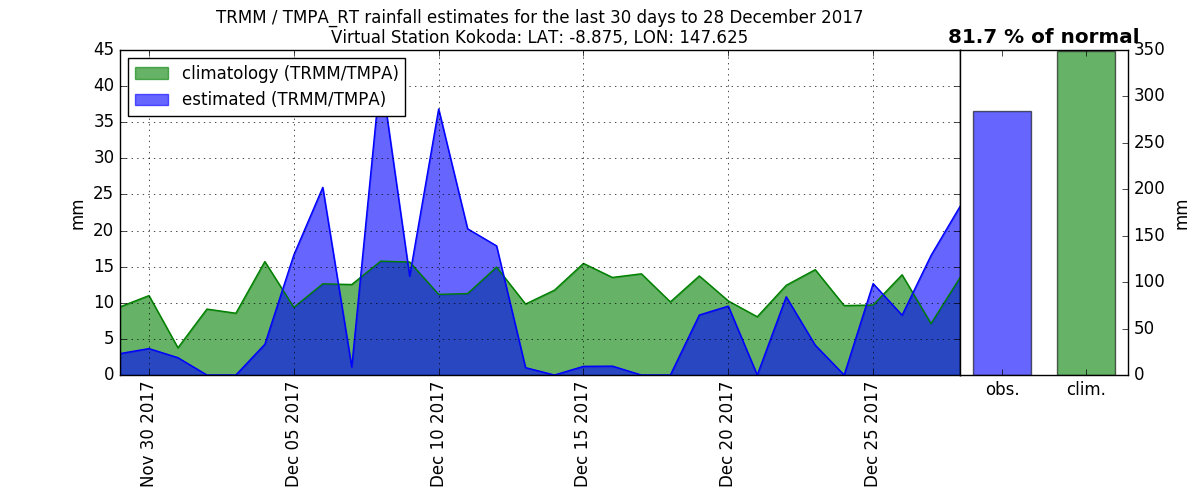 TRMM / TMPA_RT rainfall estimates for the last 30 days to 28 December 2017
Virtual Station Kokoda: LAT: -8.875, LON: 147.625
81.7 % of normal
climatology (TRMM/TMPA)
estimated (TRMM/TMPA)
45
40
35
30
25
20
15
10
5
0
mm
Nov 30 2017
Dec 05 2017
Dec 10 2017
Dec 15 2017
Dec 20 2017
Dec 25 2017
obs.
clim.
350
300
250
200
150
100
50
0
mm